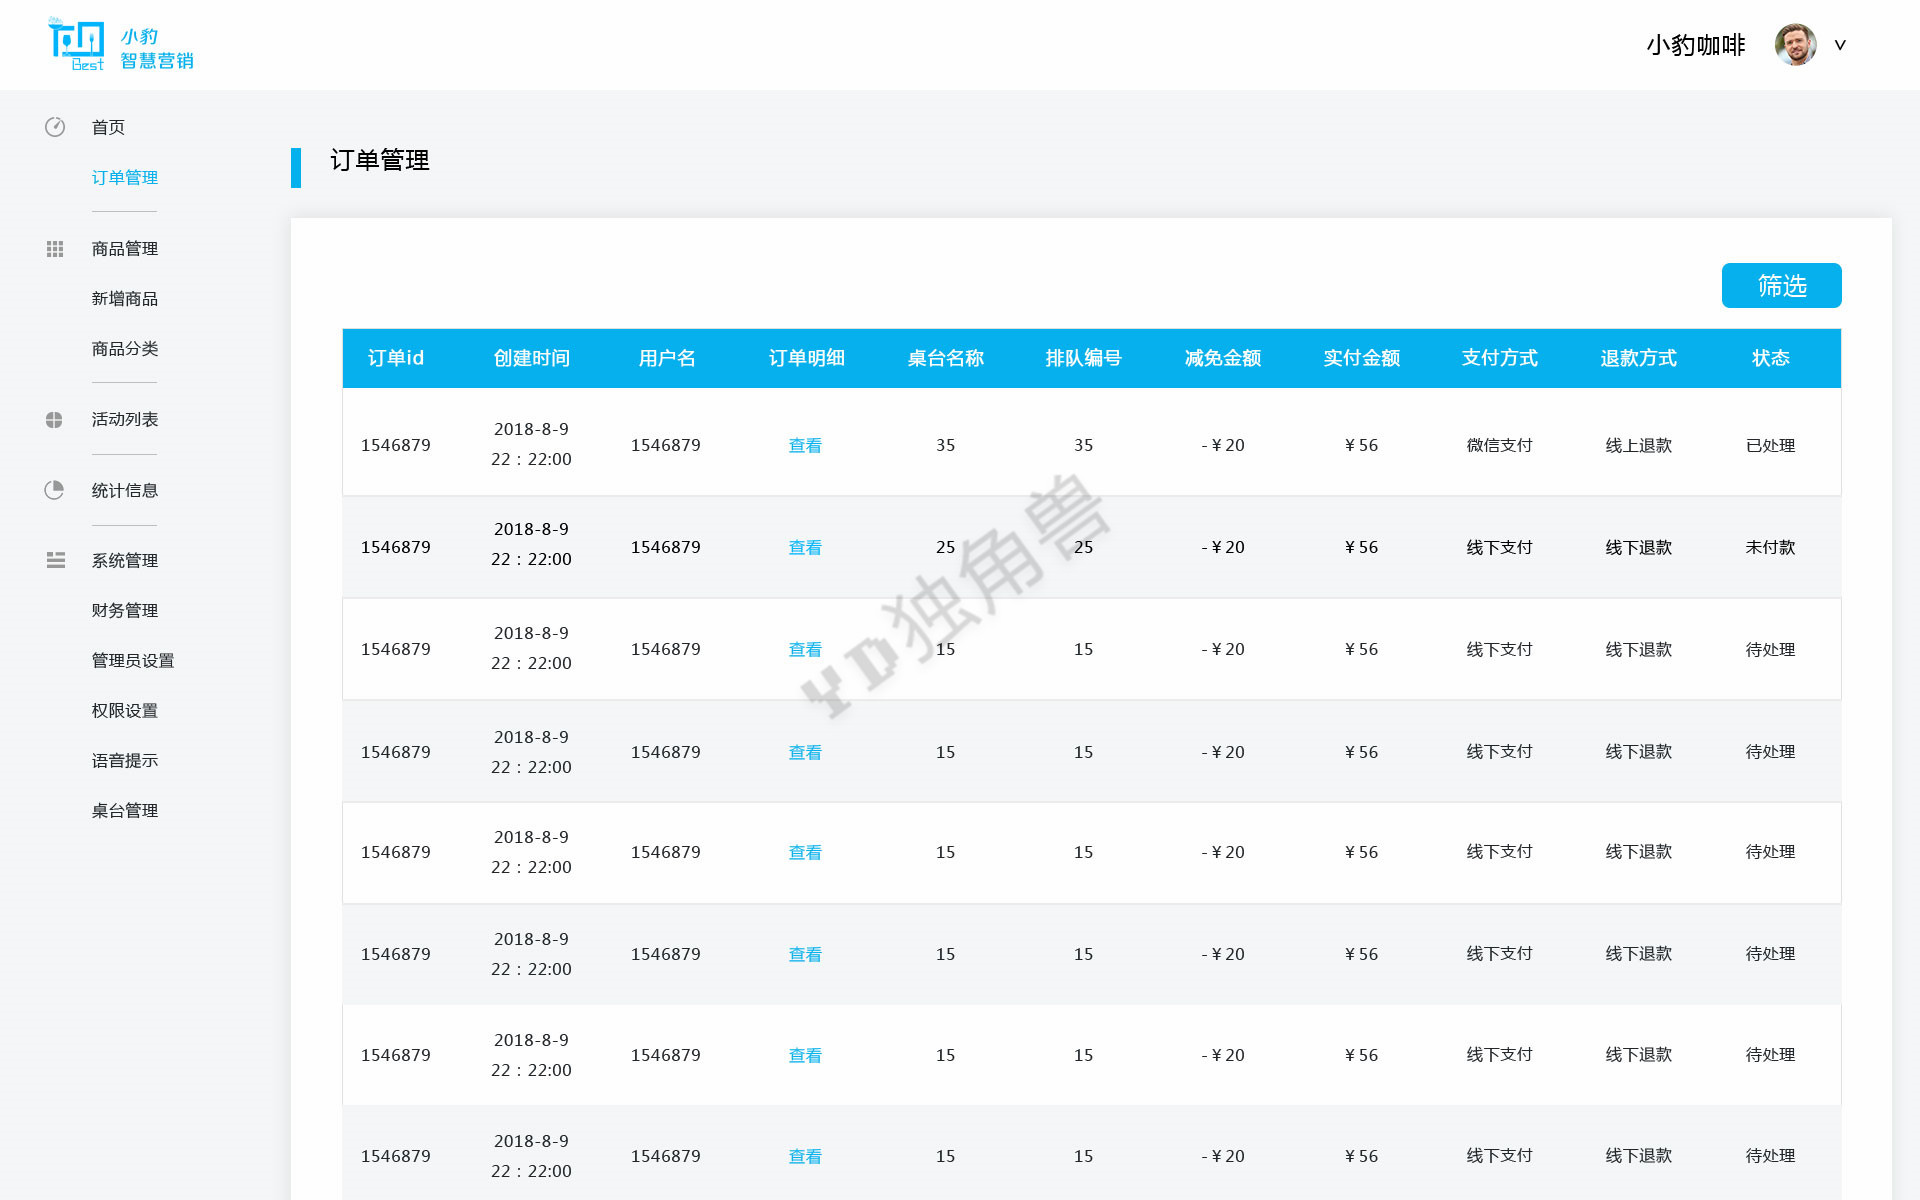 小豹
智慧营销
Gest
小豹咖啡
首页
订单管理
商品管理
新增商品
商品分类
活动列表
统计信息
系统管理
财务管理
管理员设置
权限设置
语音提示
桌台管理
订单管理
筛选
订单id 创建时间 用户名 订单明细 桌台名称 排队编号 减免金额 实付金额 支付方式 退款方式 状态
1546879 2018-8-9 22：22:00 1546879 查看 35 35 -￥20 ￥56 微信支付 线上退款 已处理
1546879 2018-8-9 22：22:00 1546879 查看 25 25 -￥20 ￥56 线下支付 线下退款 未付款
1546879 2018-8-9 22：22:00 1546879 查看 15 15 -￥20 ￥56 线下支付 线下退款 待处理
1546879 2018-8-9 22：22:00 1546879 查看 15 15 -￥20 ￥56 线下支付 线下退款 待处理
1546879 2018-8-9 22：22:00 1546879 查看 15 15 -￥20 ￥56 线下支付 线下退款 待处理
1546879 2018-8-9 22：22:00 1546879 查看 15 15 -￥20 ￥56 线下支付 线下退款 待处理
1546879 2018-8-9 22：22:00 1546879 查看 15 15 -￥20 ￥56 线下支付 线下退款 待处理
1546879 2018-8-9 22：22:00 1546879 查看 15 15 -￥20 ￥56 线下支付 线下退款 待处理
YD独角兽